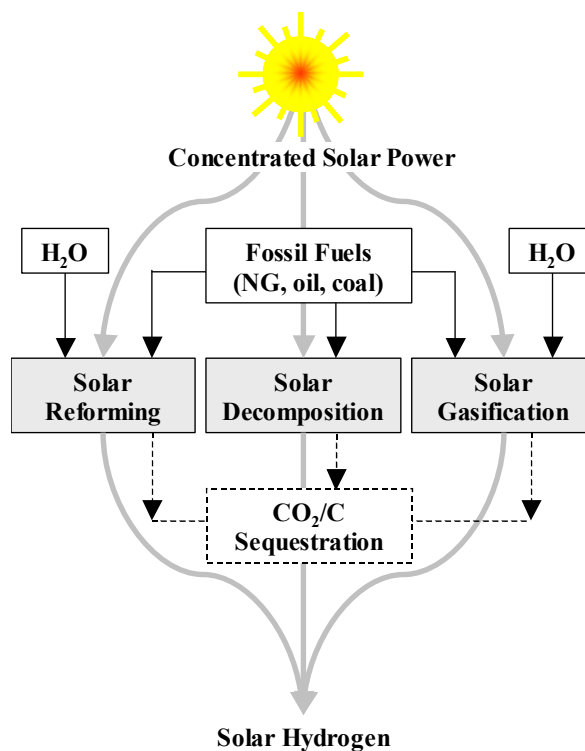 Concentrated Solar Power
H₂O
Fossil Fuels
(NG, oil, coal)
H₂O
Solar
Reforming
Solar
Decomposition
Solar
Gasification
CO₂/C
Sequestration
Solar Hydrogen